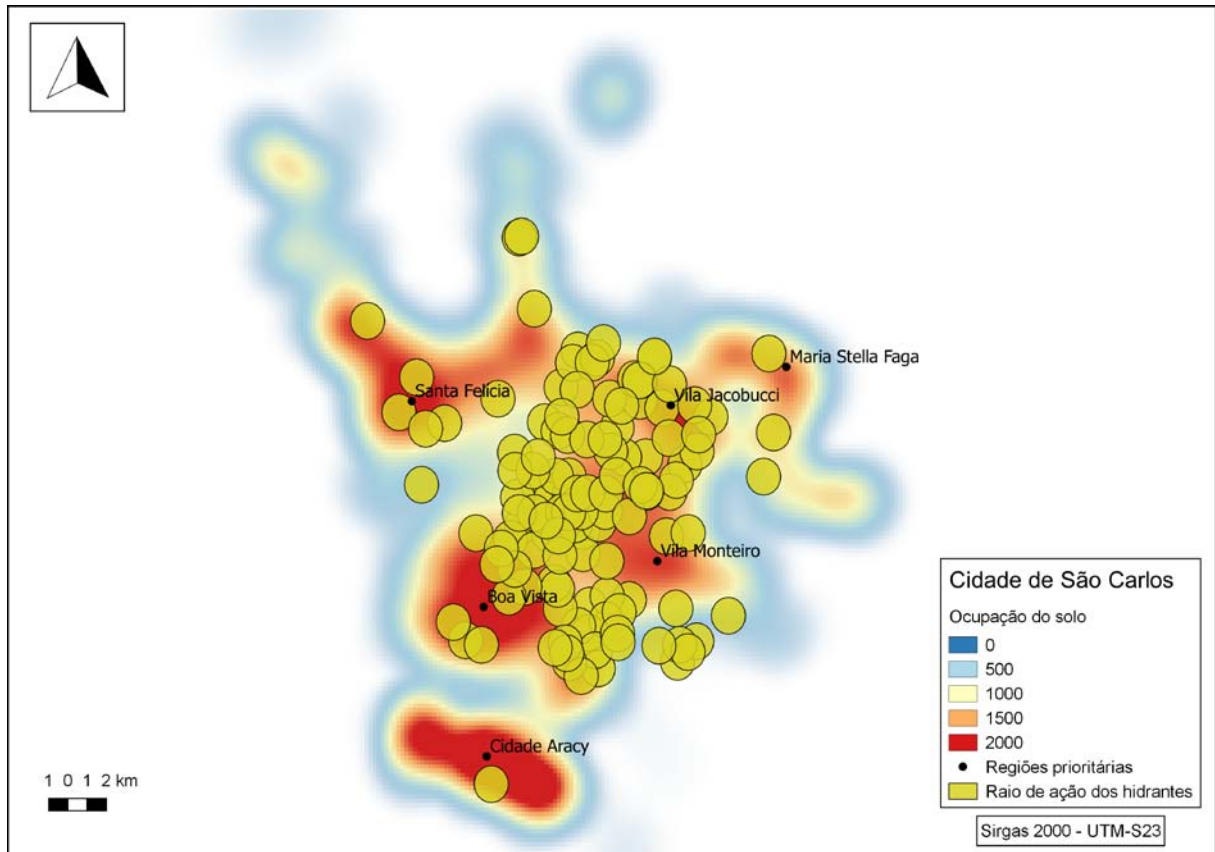 Maria Stella Faga
Santa Felícia
Vila Jacobucci
Vila Monteiro
Boa Vista
Cidade Aracy
1 0 1 2 km
Cidade de São Carlos
Ocupação do solo
0
500
1000
1500
2000
Regiões prioritárias
Raio de ação dos hidrantes
Sirgas 2000 - UTM-S23